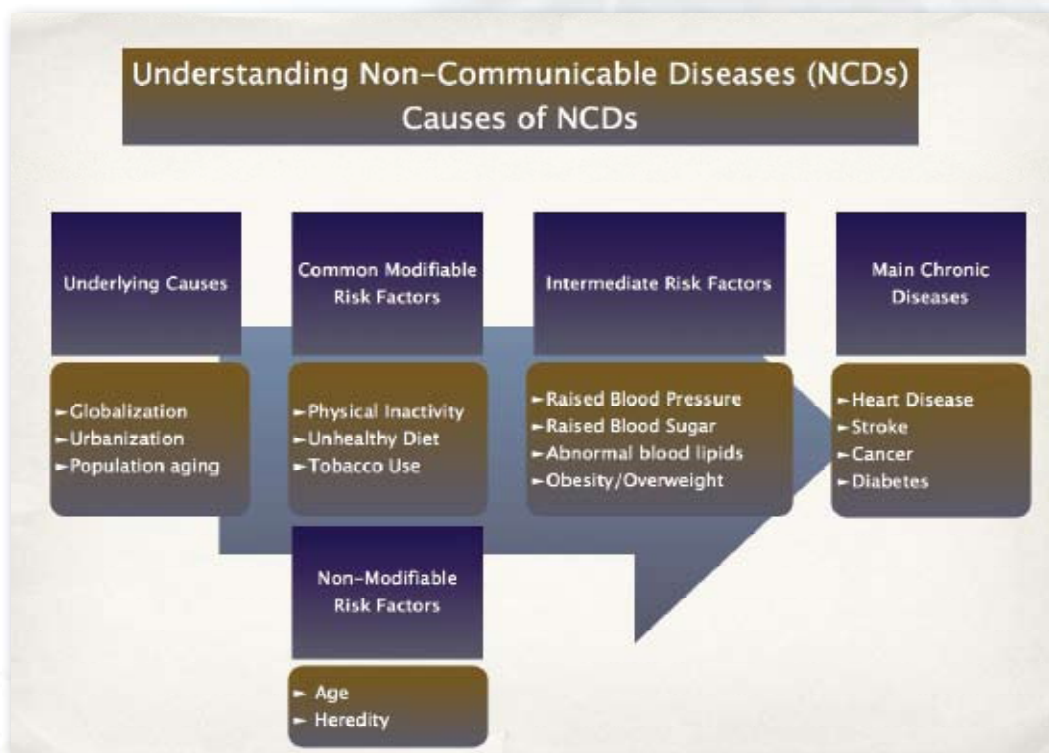 Understanding Non-Communicable Diseases (NCDs)
Causes of NCDs
Underlying Causes
►Globalization
►Urbanization
►Population aging
Common Modifiable
Risk Factors
►Physical Inactivity
►Unhealthy Diet
►Tobacco Use
Non-Modifiable
Risk Factors
► Age
► Heredity
Intermediate Risk Factors
►Raised Blood Pressure
►Raised Blood Sugar
►Abnormal blood lipids
►Obesity/Overweight
Main Chronic
Diseases
►Heart Disease
►Stroke
►Cancer
►Diabetes